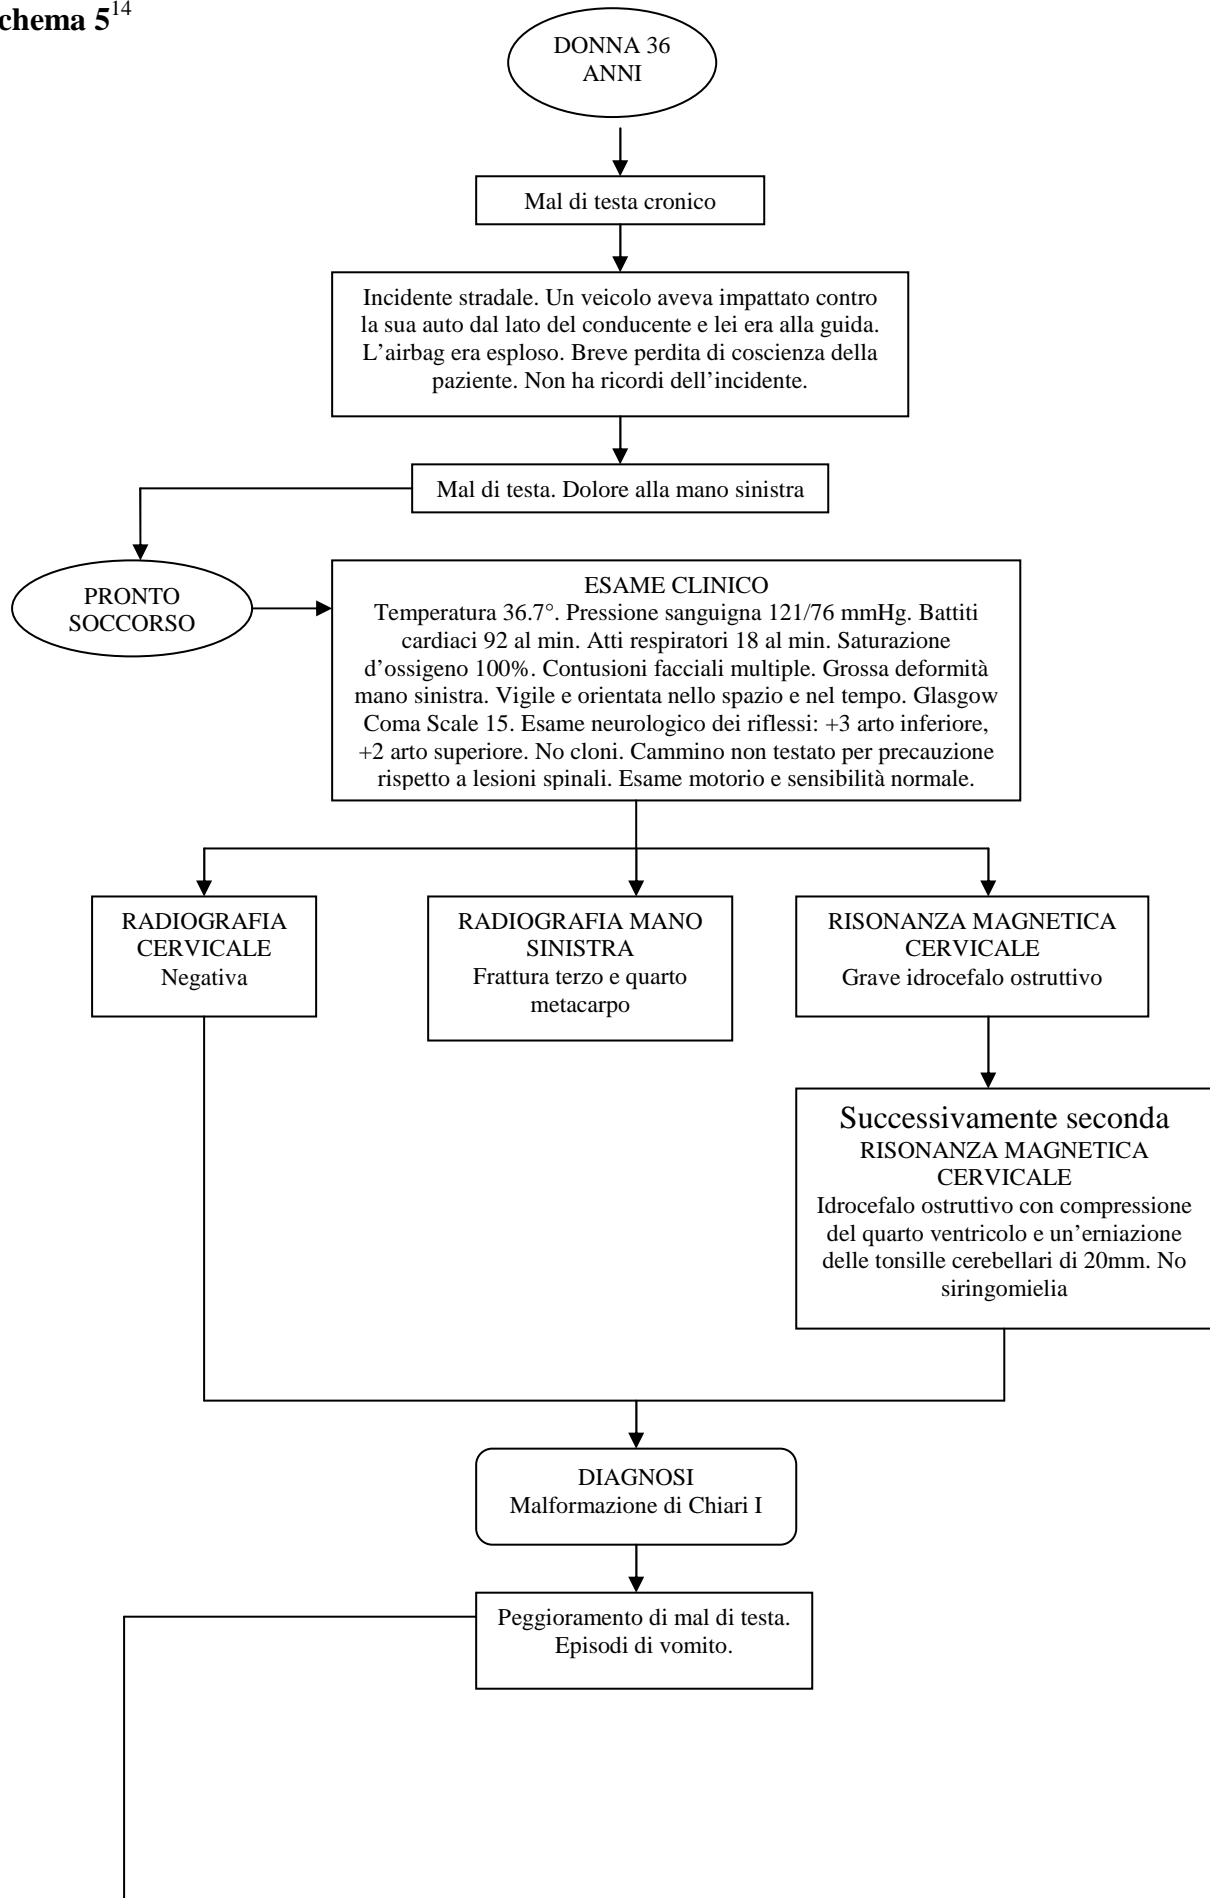 chema 5¹⁴
DONNA 36
ANNI
Mal di testa cronico
Incidente stradale. Un veicolo aveva impattato contro
la sua auto dal lato del conducente e lei era alla guida.
L’airbag era esploso. Breve perdita di coscienza della
paziente. Non ha ricordi dell’incidente.
Mal di testa. Dolore alla mano sinistra
PRONTO
SOCCORSO
ESAME CLINICO
Temperatura 36.7°. Pressione sanguigna 121/76 mmHg. Battiti
cardiaci 92 al min. Atti respiratori 18 al min. Saturazione
d’ossigeno 100%. Contusioni facciali multiple. Grossa deformità
mano sinistra. Vigile e orientata nello spazio e nel tempo. Glasgow
Coma Scale 15. Esame neurologico dei riflessi: +3 arto inferiore,
+2 arto superiore. No cloni. Cammino non testato per precauzione
rispetto a lesioni spinali. Esame motorio e sensibilità normale.
RADIOGRAFIA
CERVICALE
Negativa
RADIOGRAFIA MANO
SINISTRA
Frattura terzo e quarto
metacarpo
RISONANZA MAGNETICA
CERVICALE
Grave idrocefalo ostruttivo
Successivamente seconda
RISONANZA MAGNETICA
CERVICALE
Idrocefalo ostruttivo con compressione
del quarto ventricolo e un’erniazione
delle tonsille cerebellari di 20mm. No
siringomielia
DIAGNOSI
Malformazione di Chiari I
Peggioramento di mal di testa.
Episodi di vomito.